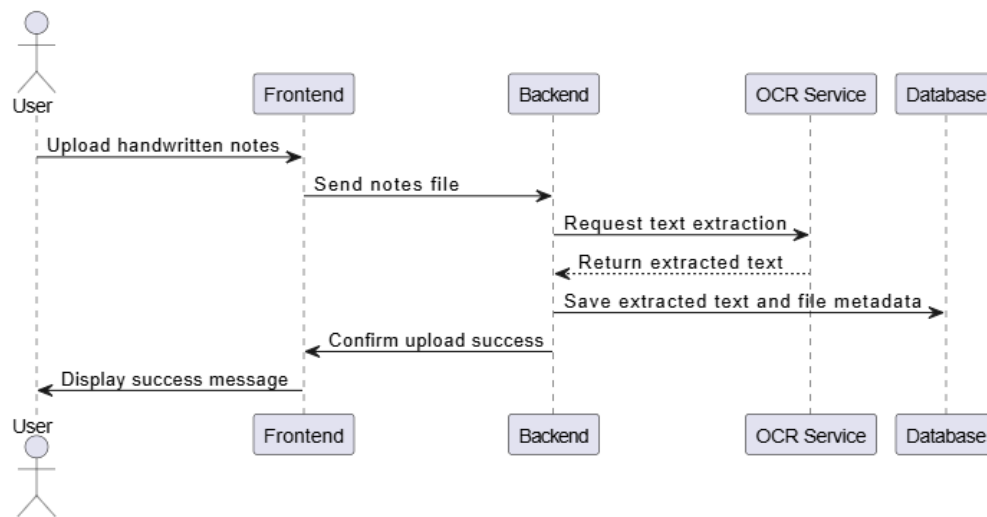 User
Frontend
Backend
OCR Service
Database
Upload handwritten notes
Send notes file
Request text extraction
Return extracted text
Save extracted text and file metadata
Confirm upload success
Display success message
User
Frontend
Backend
OCR Service
Database